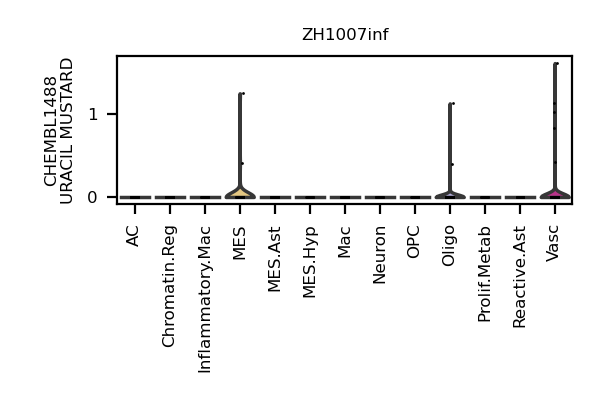 ZH1007inf
CHEMBL1488
URACIL MUSTARD
1
0
AC
Chromatin.Reg
Inflammatory.Mac
MES
MES.Ast
MES.Hyp
Mac
Neuron
OPC
Oligo
Prolif.Metab
Reactive.Ast
Vasc